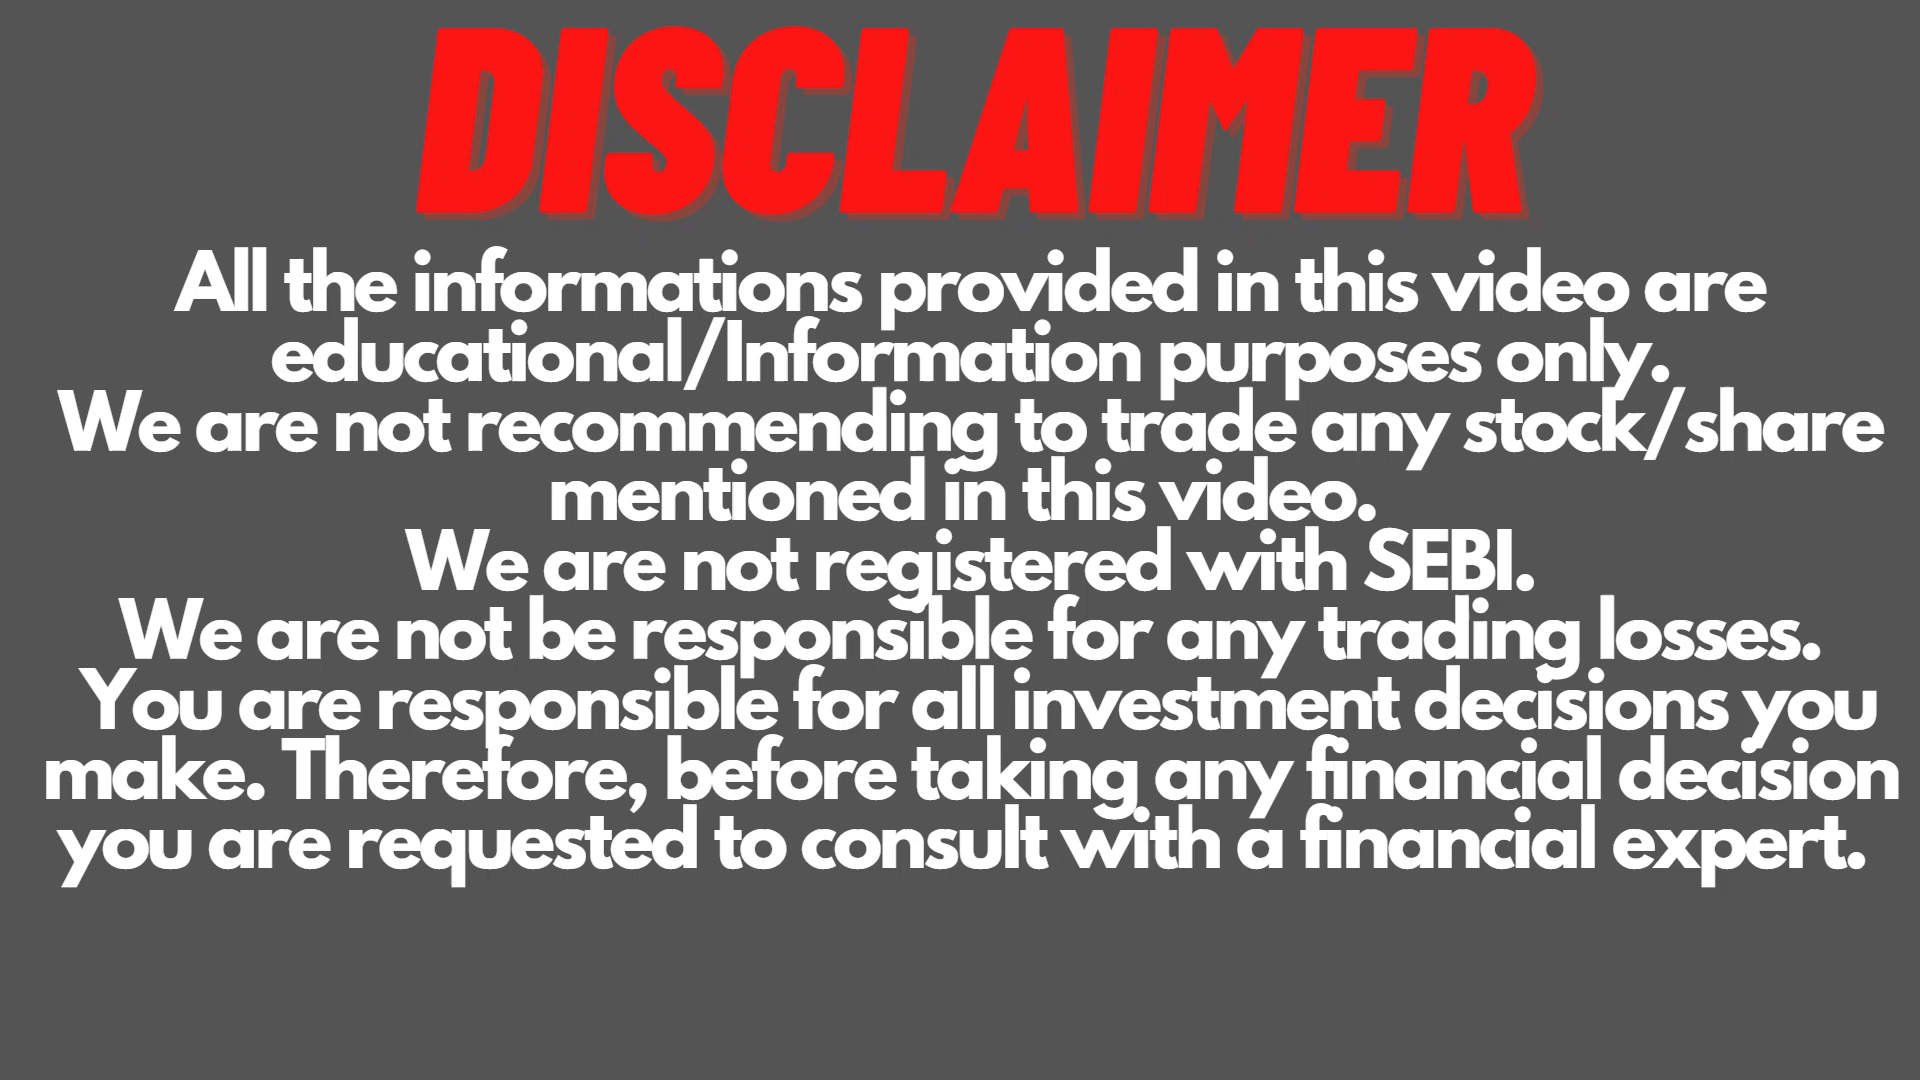 DISCLAIMER
All the informations provided in this video are
educational/Information purposes only.
We are not recommending to trade any stock/share
mentioned in this video.
We are not registered with SEBI.
We are not be responsible for any trading losses.
You are responsible for all investment decisions you
make. Therefore, before taking any financial decision
you are requested to consult with a financial expert.